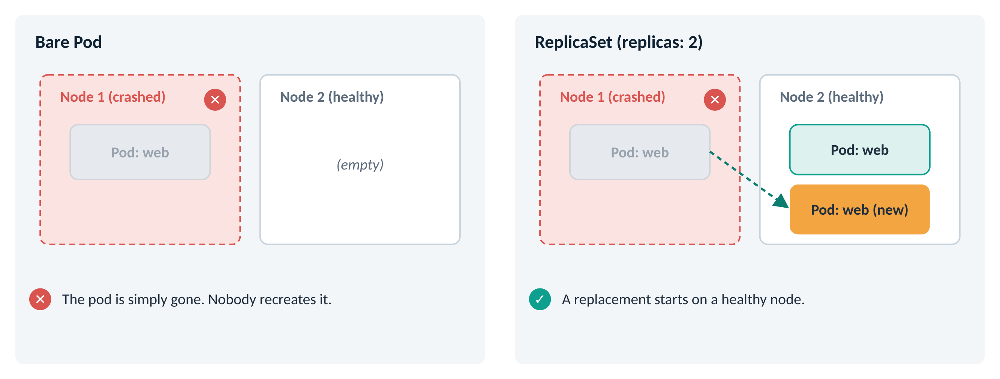 Bare Pod
Node 1 (crashed)
✕
Node 2 (healthy)
Pod: web
(empty)
✕ The pod is simply gone. Nobody recreates it.
ReplicaSet (replicas: 2)
Node 1 (crashed)
✕
Node 2 (healthy)
Pod: web
Pod: web
Pod: web (new)
✓ A replacement starts on a healthy node.